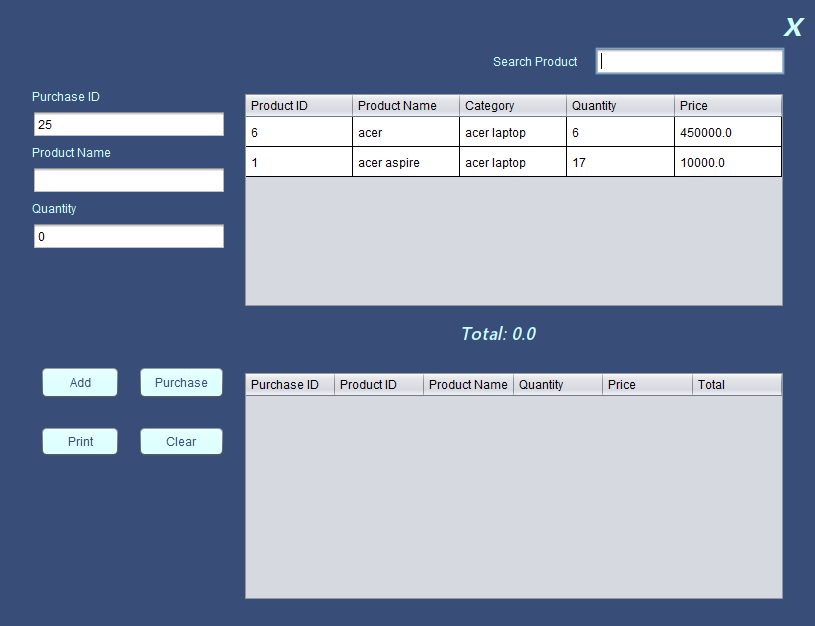 X
Search Product
Purchase ID
25
Product Name
Quantity
0
Product ID Product Name Category Quantity Price
6 acer acer laptop 6 450000.0
1 acer aspire acer laptop 17 10000.0
Total: 0.0
Add Purchase
Print Clear
Purchase ID Product ID Product Name Quantity Price Total